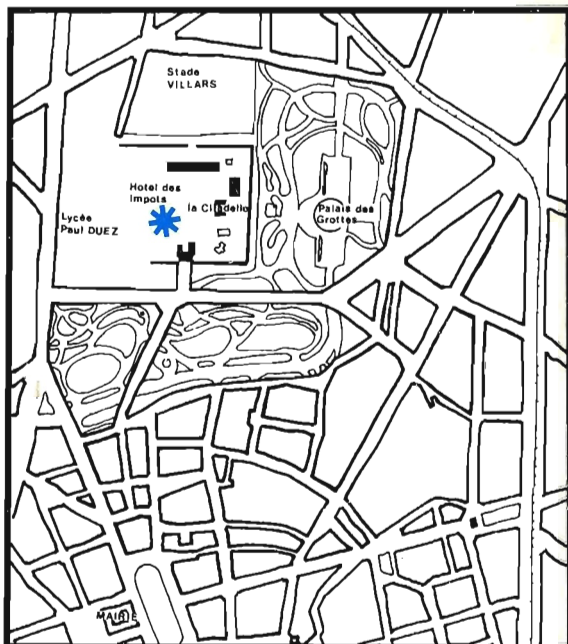 Stade
VILLARS
Hotel des
Impots
la Citadelle
Lycée
Paul DUEZ
Palais des
Grottes
MAIRIE